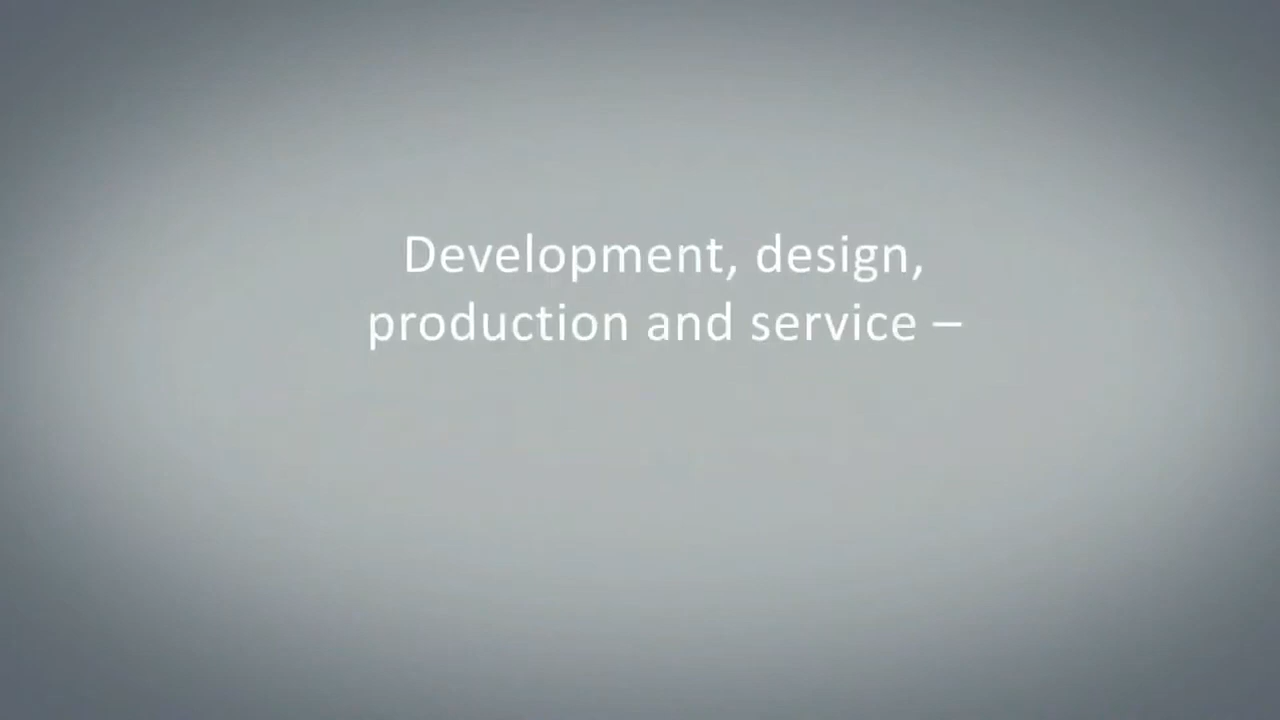 Development, design,
production and service –